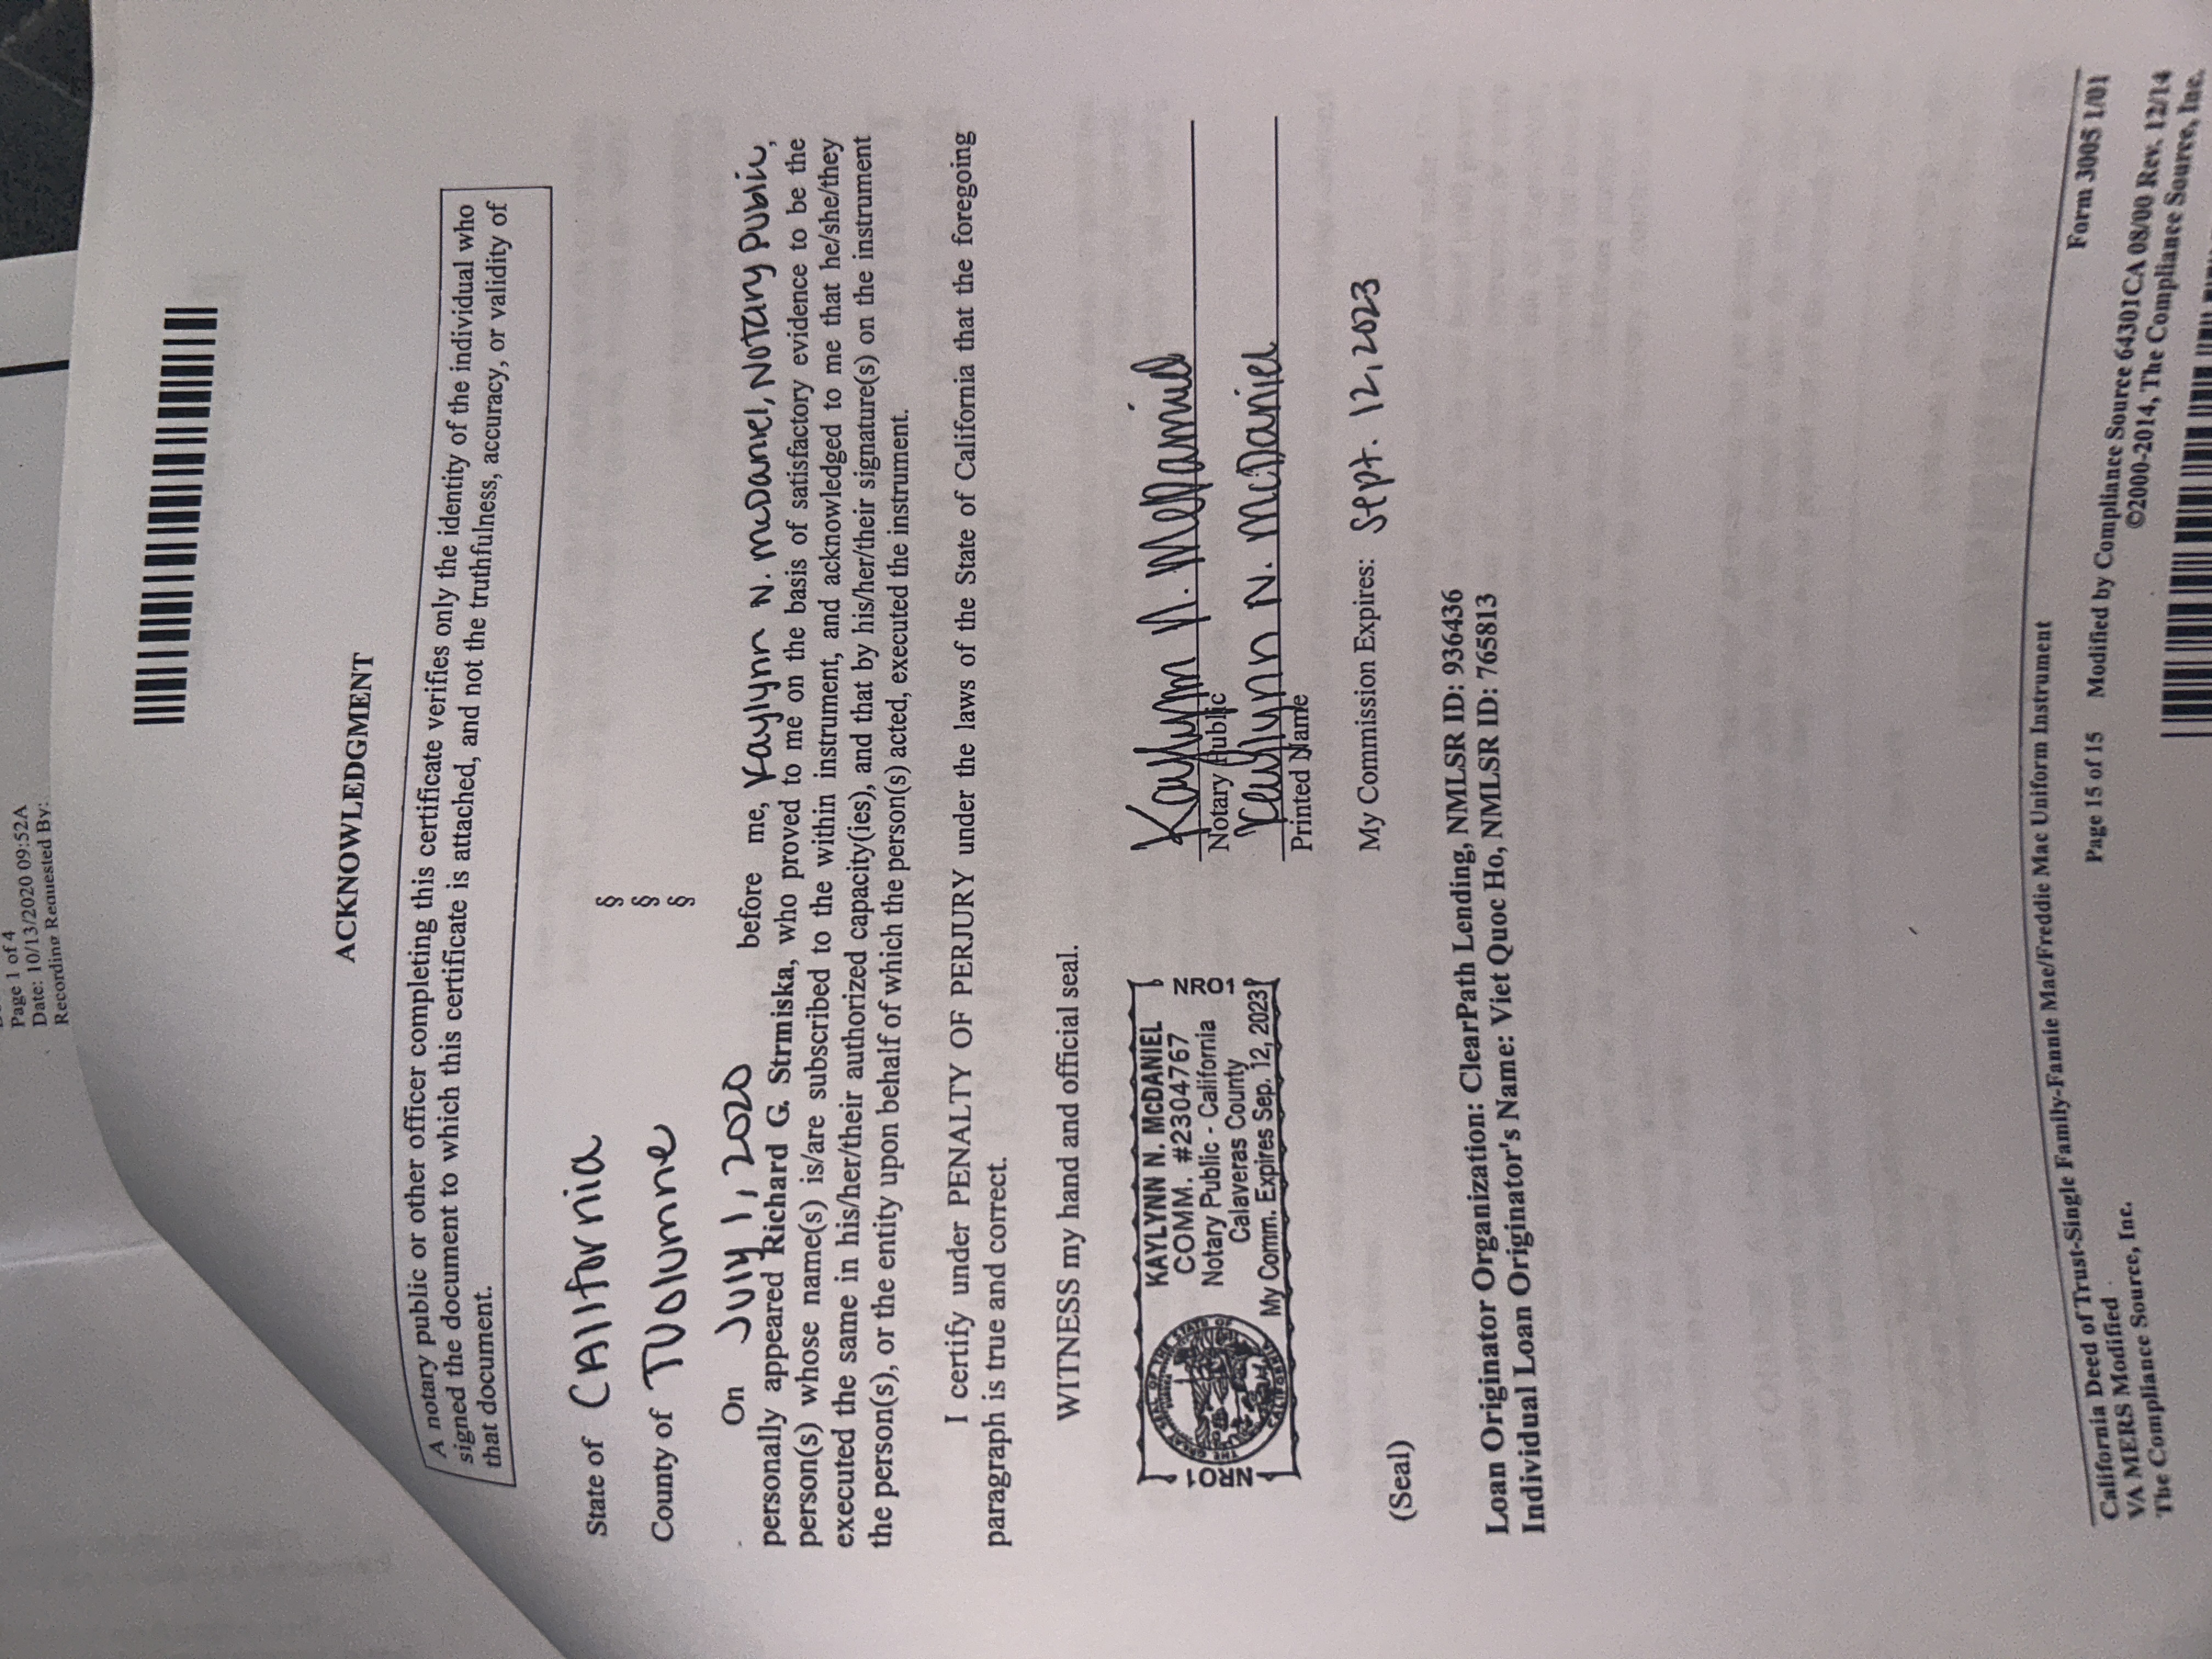 Page 1 of 4
Date: 10/13/2020 09:52A
Recording Requested By:
ACKNOWLEDGMENT
A notary public or other officer completing this certificate verifies only the identity of the individual who
signed the document to which this certificate is attached, and not the truthfulness, accuracy, or validity of
that document.
State of CAlifornia §
§
County of Tuolumne §
On July 1, 2020 before me, Kaylynn N. McDaniel, Notary Public,
personally appeared Richard G. Strmiska, who proved to me on the basis of satisfactory evidence to be the
person(s) whose name(s) is/are subscribed to the within instrument, and acknowledged to me that he/she/they
executed the same in his/her/their authorized capacity(ies), and that by his/her/their signature(s) on the instrument
the person(s), or the entity upon behalf of which the person(s) acted, executed the instrument.
I certify under PENALTY OF PERJURY under the laws of the State of California that the foregoing
paragraph is true and correct.
WITNESS my hand and official seal.
NRO1
KAYLYNN N. McDANIEL
COMM. #2304767
Notary Public - California
Calaveras County
My Comm. Expires Sep. 12, 2023
NRO1
Kaylynn N. McDaniel
Notary Public
Kaylynn N. McDaniel
Printed Name
My Commission Expires: Sept. 12, 2023
(Seal)
Loan Originator Organization: ClearPath Lending, NMLSR ID: 936436
Individual Loan Originator's Name: Viet Quoc Ho, NMLSR ID: 765813
California Deed of Trust-Single Family-Fannie Mae/Freddie Mac Uniform Instrument Form 3005 1/01
VA MERS Modified Page 15 of 15 Modified by Compliance Source 64301CA 08/00 Rev. 12/14
The Compliance Source, Inc. ©2000-2014, The Compliance Source, Inc.